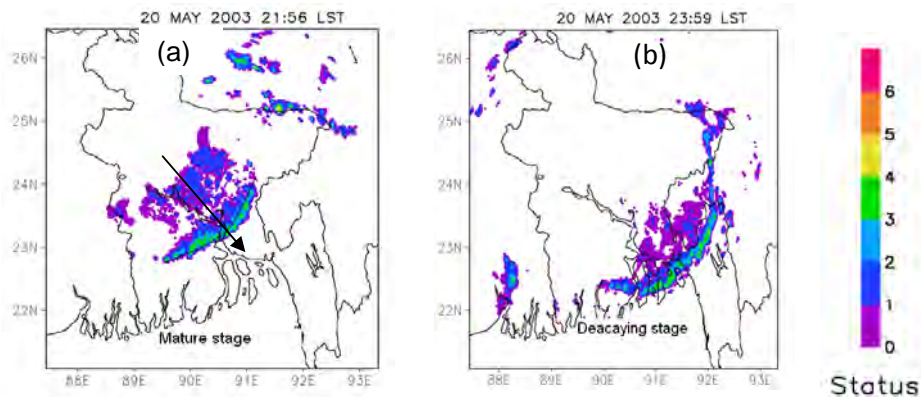 20 MAY 2003 21:56 LST
(a)
26N
25N
24N
23N
22N
Mature stage
88E 89E 90E 91E 92E 93E
20 MAY 2003 23:59 LST
(b)
26N
25N
24N
23N
22N
Deacaying stage
88E 89E 90E 91E 92E 93E
6
5
4
3
2
1
0
Status